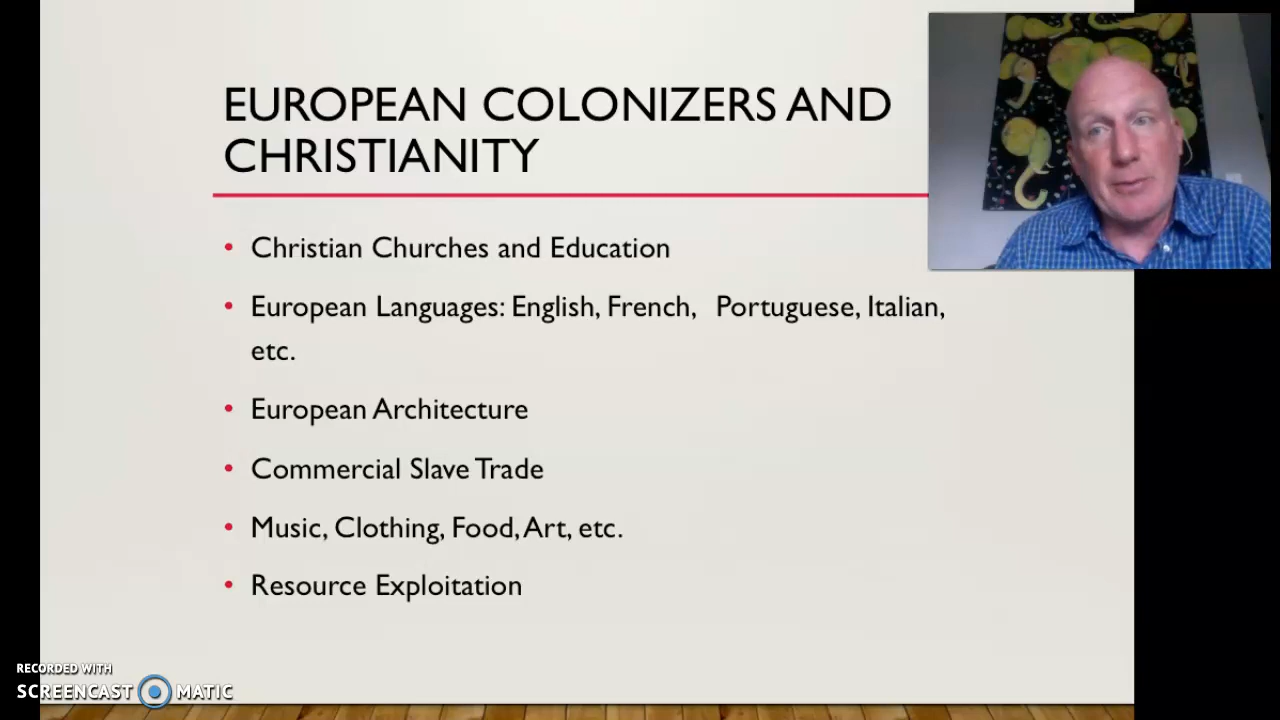 EUROPEAN COLONIZERS AND
CHRISTIANITY
• Christian Churches and Education
• European Languages: English, French, Portuguese, Italian,
etc.
• European Architecture
• Commercial Slave Trade
• Music, Clothing, Food, Art, etc.
• Resource Exploitation
RECORDED WITH
SCREENCAST MATIC